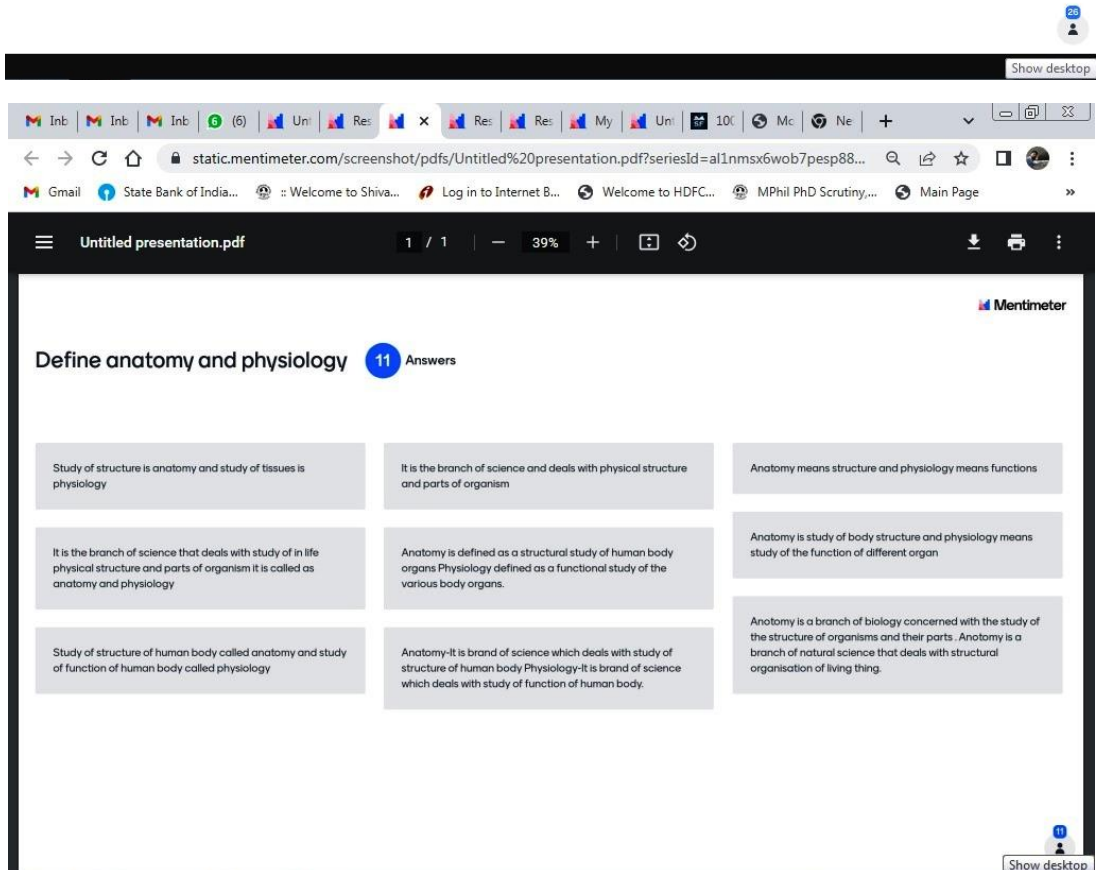 26
Show desktop
Inb
Inb
Inb
6 (6)
Unt
Res
Res
Res
My
Unt
SF 10
Mc
Ne
static.mentimeter.com/screenshot/pdfs/Untitled%20presentation.pdf?seriesId=al1nmsx6wob7pesp88...
Gmail
State Bank of India...
:: Welcome to Shiva...
Log in to Internet B...
Welcome to HDFC...
MPhil PhD Scrutiny,...
Main Page
»
Untitled presentation.pdf
1 / 1
39%
Mentimeter
Define anatomy and physiology
11 Answers
Study of structure is anatomy and study of tissues is
physiology
It is the branch of science that deals with study of in life
physical structure and parts of organism it is called as
anatomy and physiology
Study of structure of human body called anatomy and study
of function of human body called physiology
It is the branch of science and deals with physical structure
and parts of organism
Anatomy is defined as a structural study of human body
organs Physiology defined as a functional study of the
various body organs.
Anatomy-It is brand of science which deals with study of
structure of human body Physiology-It is brand of science
which deals with study of function of human body.
Anatomy means structure and physiology means functions
Anatomy is study of body structure and physiology means
study of the function of different organ
Anotomy is a branch of biology concerned with the study of
the structure of organisms and their parts . Anotomy is a
branch of natural science that deals with structural
organisation of living thing.
11
Show desktop